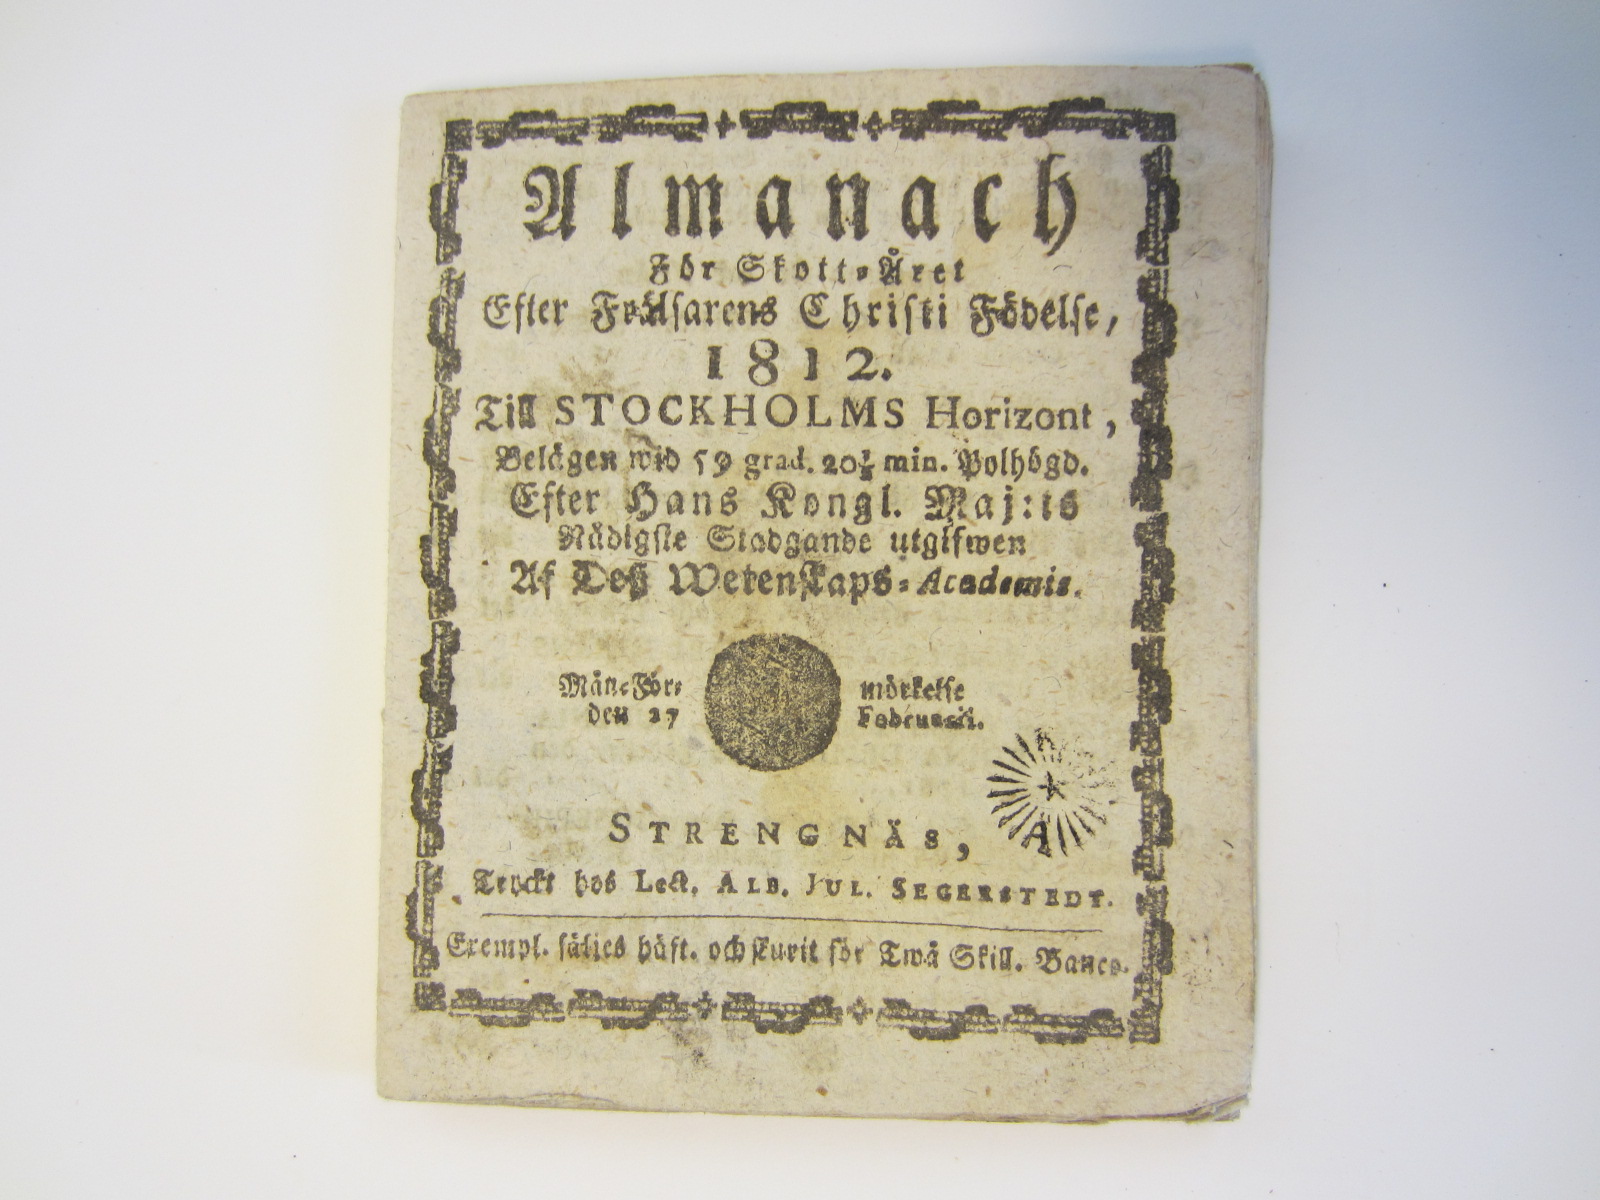 Almanach
För Skott-Året
Efter Frälsarens Christi Födelse,
1812.
Till STOCKHOLMS Horizont,
Belägen wid 59 grad. 20½ min. Polhögd.
Efter Hans Kongl. Maj:ts
Nådigste Stadgande utgifwen
Af Deß Wetenskaps-Academie.
Mån-För- mörkelse
den 27 Februarii.
STRENGNÄS,
A
A
Tryckt hos Lect. ALB. JUL. SEGERSTEDT.
Exempl. säljes häft. och skurit för Twå Skill. Banco.